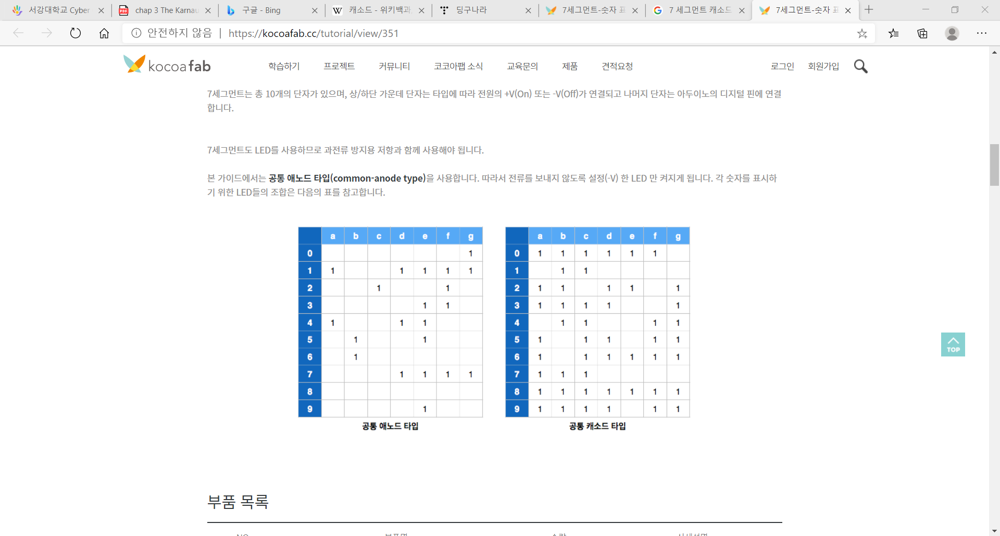 서강대학교 Cyber
chap 3 The Karnau
구글 - Bing
캐소드 - 위키백과
딩구나라
7세그먼트-숫자 표
7 세그먼트 캐소드
7세그먼트-숫자 표
안전하지 않음 | https://kocoafab.cc/tutorial/view/351
kocoafab 학습하기 프로젝트 커뮤니티 코코아팹 소식 교육문의 제품 견적요청 로그인 회원가입
7세그먼트는 총 10개의 단자가 있으며, 상/하단 가운데 단자는 타입에 따라 전원의 +V(On) 또는 -V(Off)가 연결되고 나머지 단자는 아두이노의 디지털 핀에 연결
합니다.
7세그먼트도 LED를 사용하므로 과전류 방지용 저항과 함께 사용해야 됩니다.
본 가이드에서는 공통 애노드 타입(common-anode type)을 사용합니다. 따라서 전류를 보내지 않도록 설정(-V) 한 LED 만 켜지게 됩니다. 각 숫자를 표시하
기 위한 LED들의 조합은 다음의 표를 참고합니다.
a b c d e f g
0 1
1 1 1 1 1 1
2 1 1
3 1 1
4 1 1 1
5 1 1
6 1
7 1 1 1 1
8
9 1
공통 애노드 타입
a b c d e f g
0 1 1 1 1 1 1
1 1 1
2 1 1 1 1 1
3 1 1 1 1 1
4 1 1 1 1
5 1 1 1 1 1
6 1 1 1 1 1 1
7 1 1 1
8 1 1 1 1 1 1 1
9 1 1 1 1 1 1
공통 캐소드 타입
TOP
부품 목록